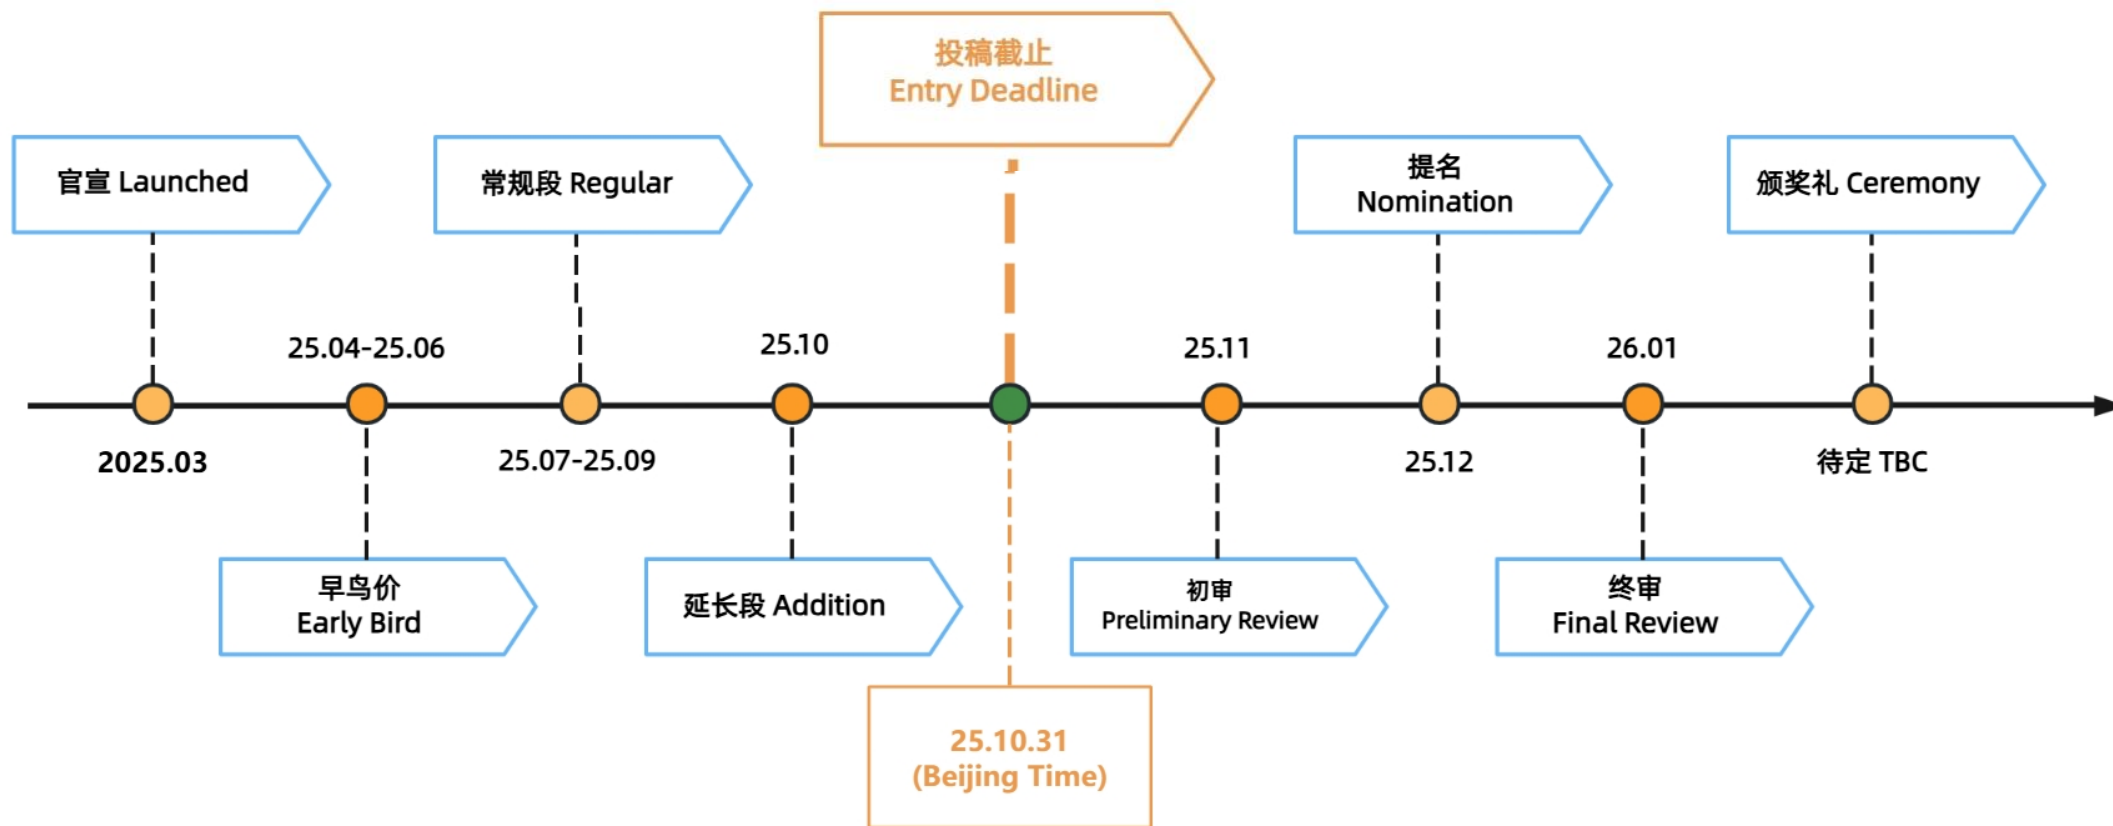 投稿截止
Entry Deadline
官宣 Launched
常规段 Regular
提名
Nomination
颁奖礼 Ceremony
25.04-25.06
25.10
25.11
26.01
2025.03
25.07-25.09
25.12
待定 TBC
早鸟价
Early Bird
延长段 Addition
初审
Preliminary Review
终审
Final Review
25.10.31
(Beijing Time)